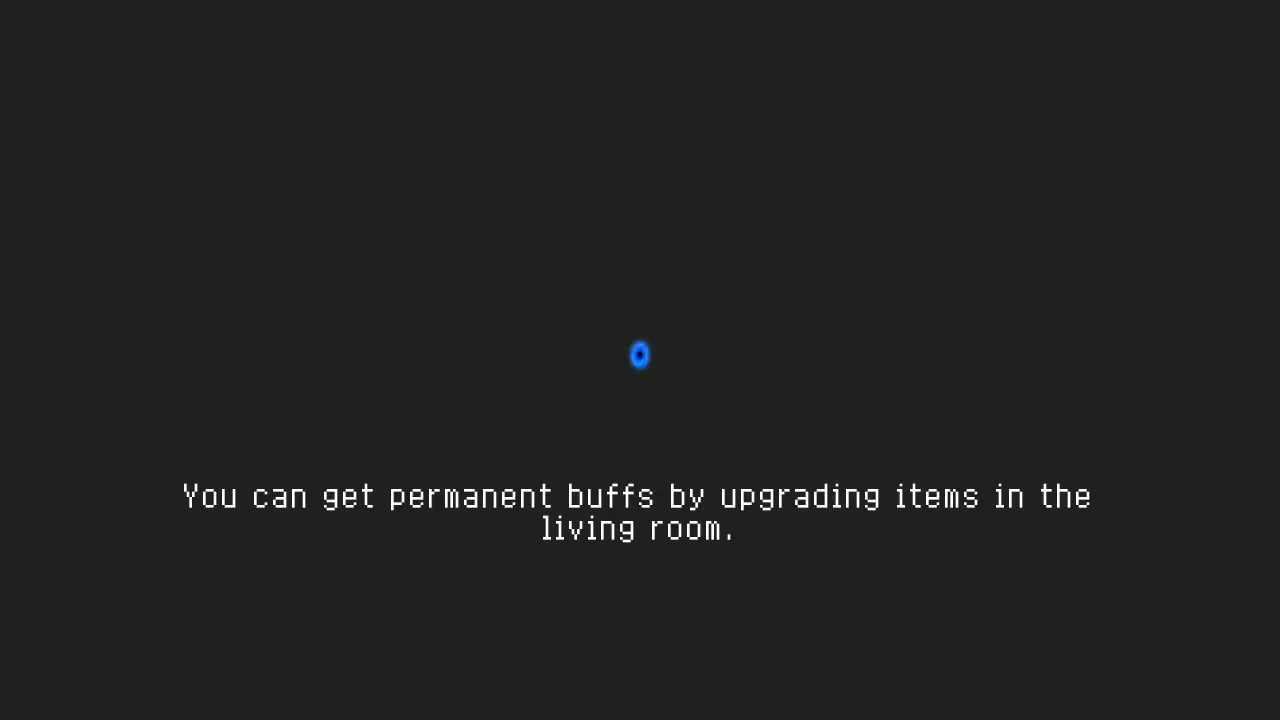 You can get permanent buffs by upgrading items in the
living room.